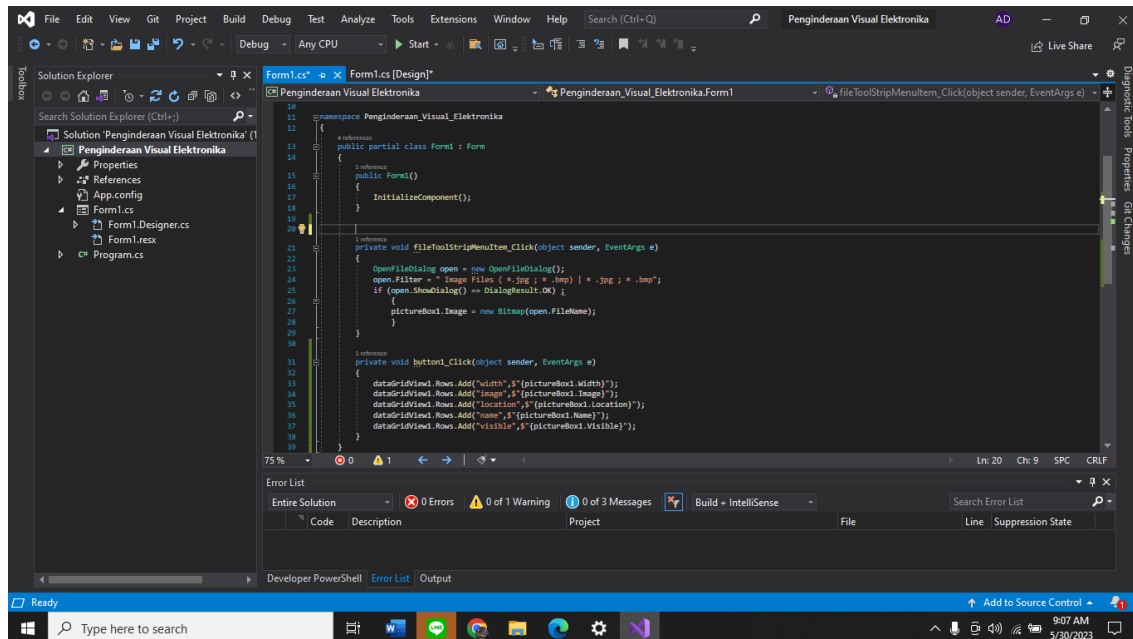 File Edit View Git Project Build Debug Test Analyze Tools Extensions Window Help Search (Ctrl+Q) Penginderaan Visual Elektronika AD
Debug Any CPU Start Live Share
Toolbox
Solution Explorer
Search Solution Explorer (Ctrl+;)
Solution 'Penginderaan Visual Elektronika' (1
Penginderaan Visual Elektronika
Properties
References
App.config
Form1.cs
Form1.Designer.cs
Form1.resx
C# Program.cs
Form1.cs* Form1.cs [Design]*
Penginderaan Visual Elektronika Penginderaan_Visual_Elektronika.Form1 fileToolStripMenuItem_Click(object sender, EventArgs e)
10
11 namespace Penginderaan_Visual_Elektronika
12 {
4 references
13 public partial class Form1 : Form
14 {
1 reference
15 public Form1()
16 {
17 InitializeComponent();
18 }
19
20
1 reference
21 private void fileToolStripMenuItem_Click(object sender, EventArgs e)
22 {
23 OpenFileDialog open = new OpenFileDialog();
24 open.Filter = " Image Files ( *.jpg ; * .bmp) | * .jpg ; * .bmp";
25 if (open.ShowDialog() == DialogResult.OK) ;
26 {
27 pictureBox1.Image = new Bitmap(open.FileName);
28 }
29 }
30
1 reference
31 private void button1_Click(object sender, EventArgs e)
32 {
33 dataGridView1.Rows.Add("width",$"{pictureBox1.Width}");
34 dataGridView1.Rows.Add("image",$"{pictureBox1.Image}");
35 dataGridView1.Rows.Add("location",$"{pictureBox1.Location}");
36 dataGridView1.Rows.Add("name",$"{pictureBox1.Name}");
37 dataGridView1.Rows.Add("visible",$"{pictureBox1.Visible}");
38 }
39 }
75 % 0 1 Ln: 20 Ch: 9 SPC CRLF
Diagnostic Tools
Properties
Git Changes
Error List
Entire Solution 0 Errors 0 of 1 Warning 0 of 3 Messages Build + IntelliSense Search Error List
Code Description Project File Line Suppression State
Developer PowerShell Error List Output
Ready Add to Source Control 1
Type here to search 9:07 AM
5/30/2023